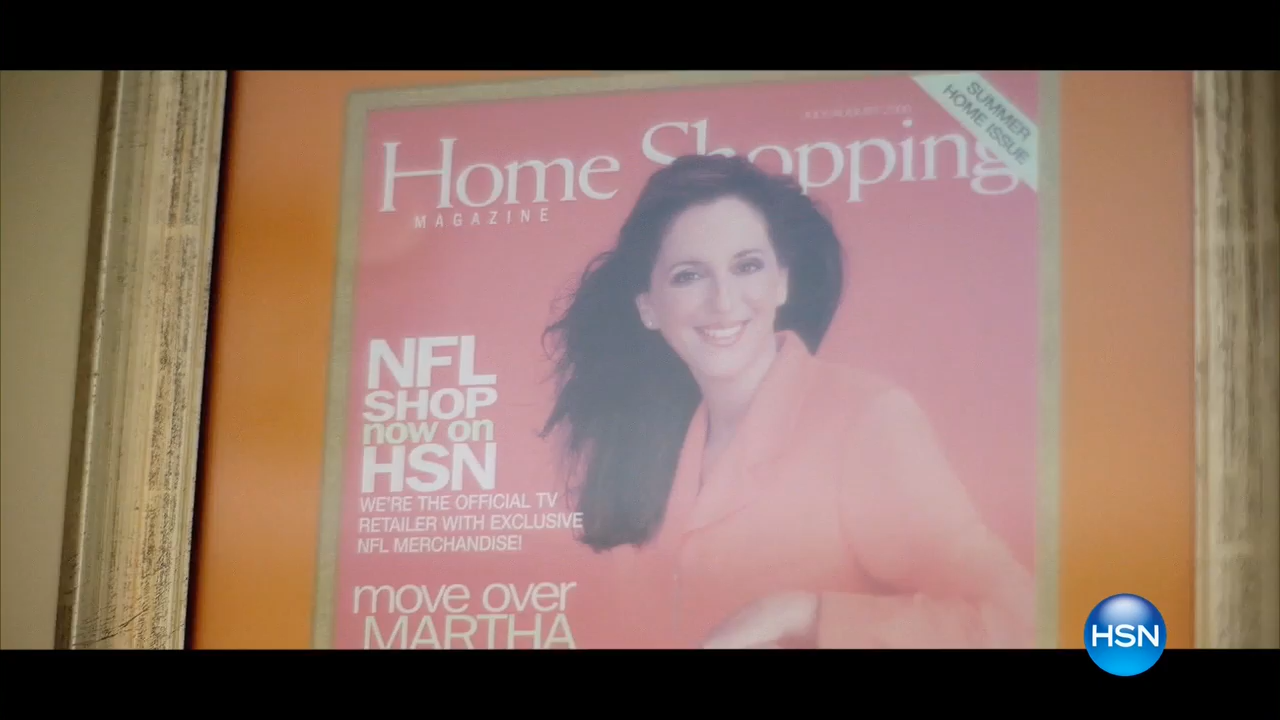 SUMMER
HOME ISSUE
Home Shopping
MAGAZINE
NFL
SHOP
now on
HSN
WE'RE THE OFFICIAL TV
RETAILER WITH EXCLUSIVE
NFL MERCHANDISE!
move over
MARTHA
HSN